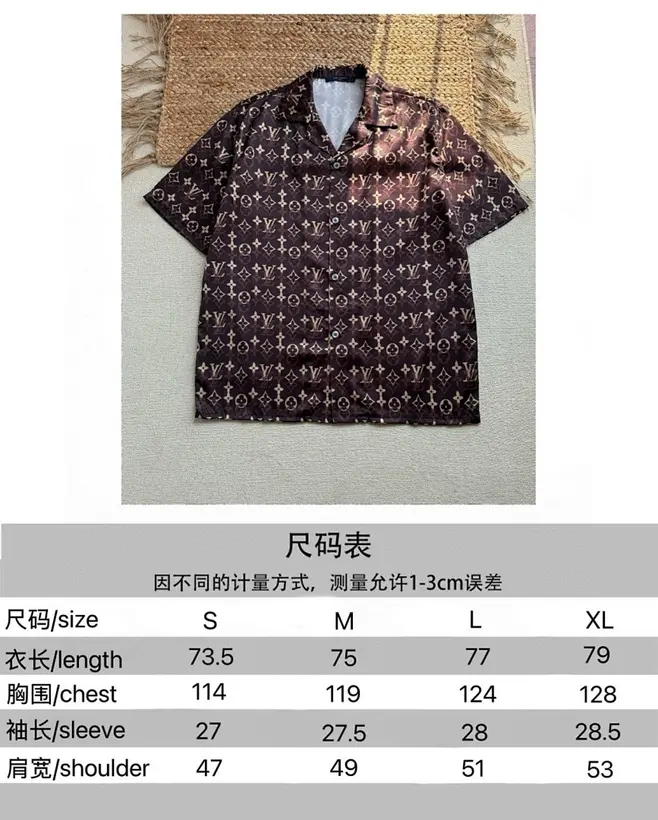 尺码表
因不同的计量方式，测量允许1-3cm误差
尺码/size S M L XL
衣长/length 73.5 75 77 79
胸围/chest 114 119 124 128
袖长/sleeve 27 27.5 28 28.5
肩宽/shoulder 47 49 51 53